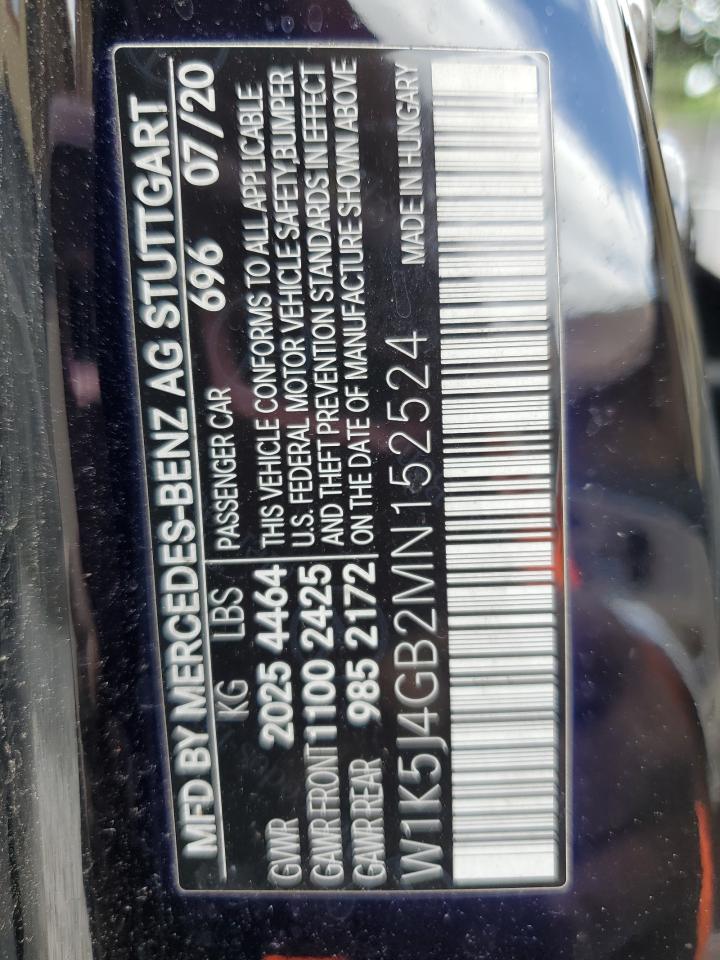 MFD BY MERCEDES-BENZ AG STUTTGART
696 07/20
KG LBS PASSENGER CAR
GWR 2025 4464
GAWR FRONT 1100 2425
GAWR REAR 985 2172
THIS VEHICLE CONFORMS TO ALL APPLICABLE
U.S. FEDERAL MOTOR VEHICLE SAFETY,BUMPER
AND THEFT PREVENTION STANDARDS IN EFFECT
ON THE DATE OF MANUFACTURE SHOWN ABOVE
W1K5J4GB2MN152524 MADE IN HUNGARY